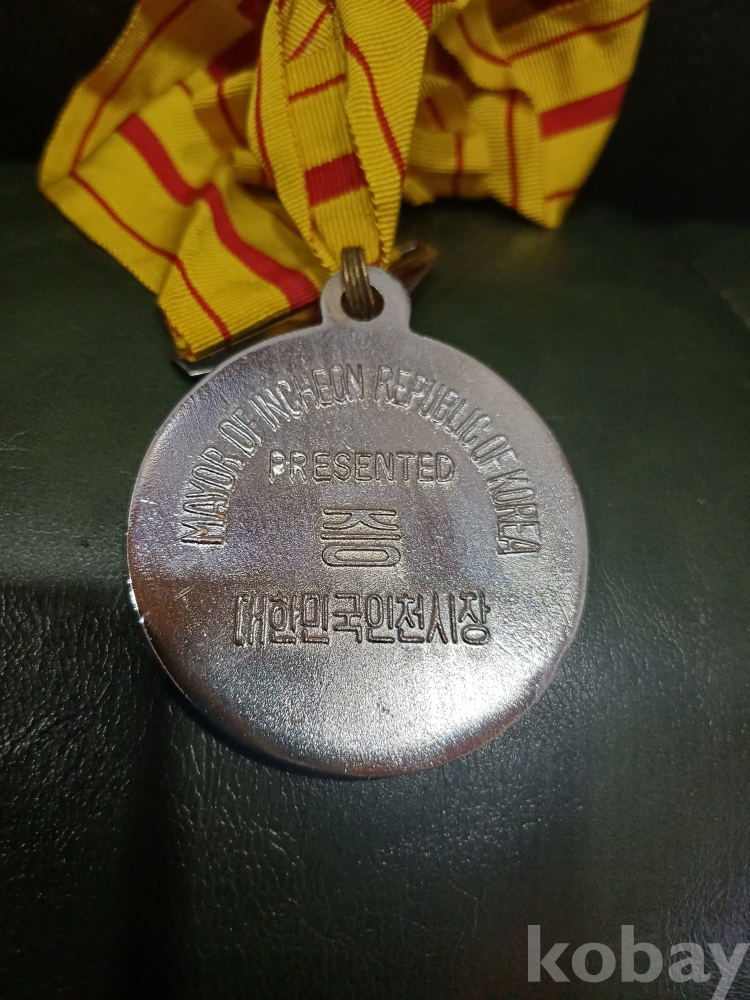 MAYOR OF INCHEON REPUBLIC OF KOREA
PRESENTED
증
대한민국인천시장
kobay